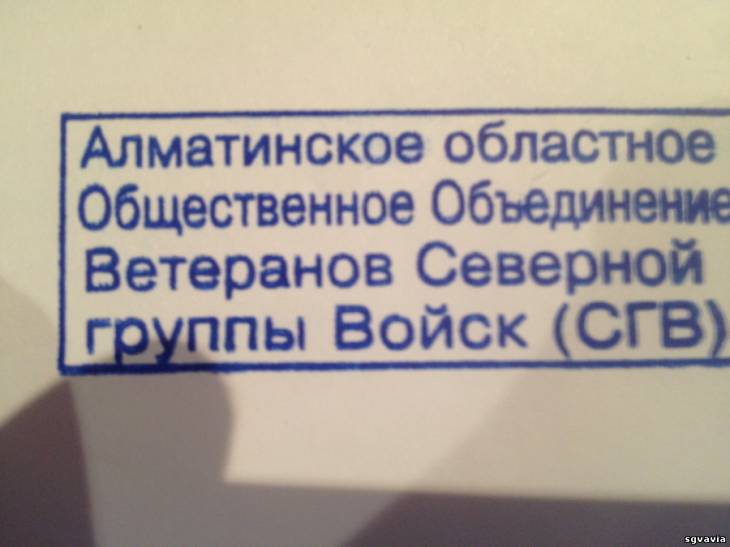 Алматинское областное
Общественное Объединение
Ветеранов Северной
группы Войск (СГВ)
sgvavia